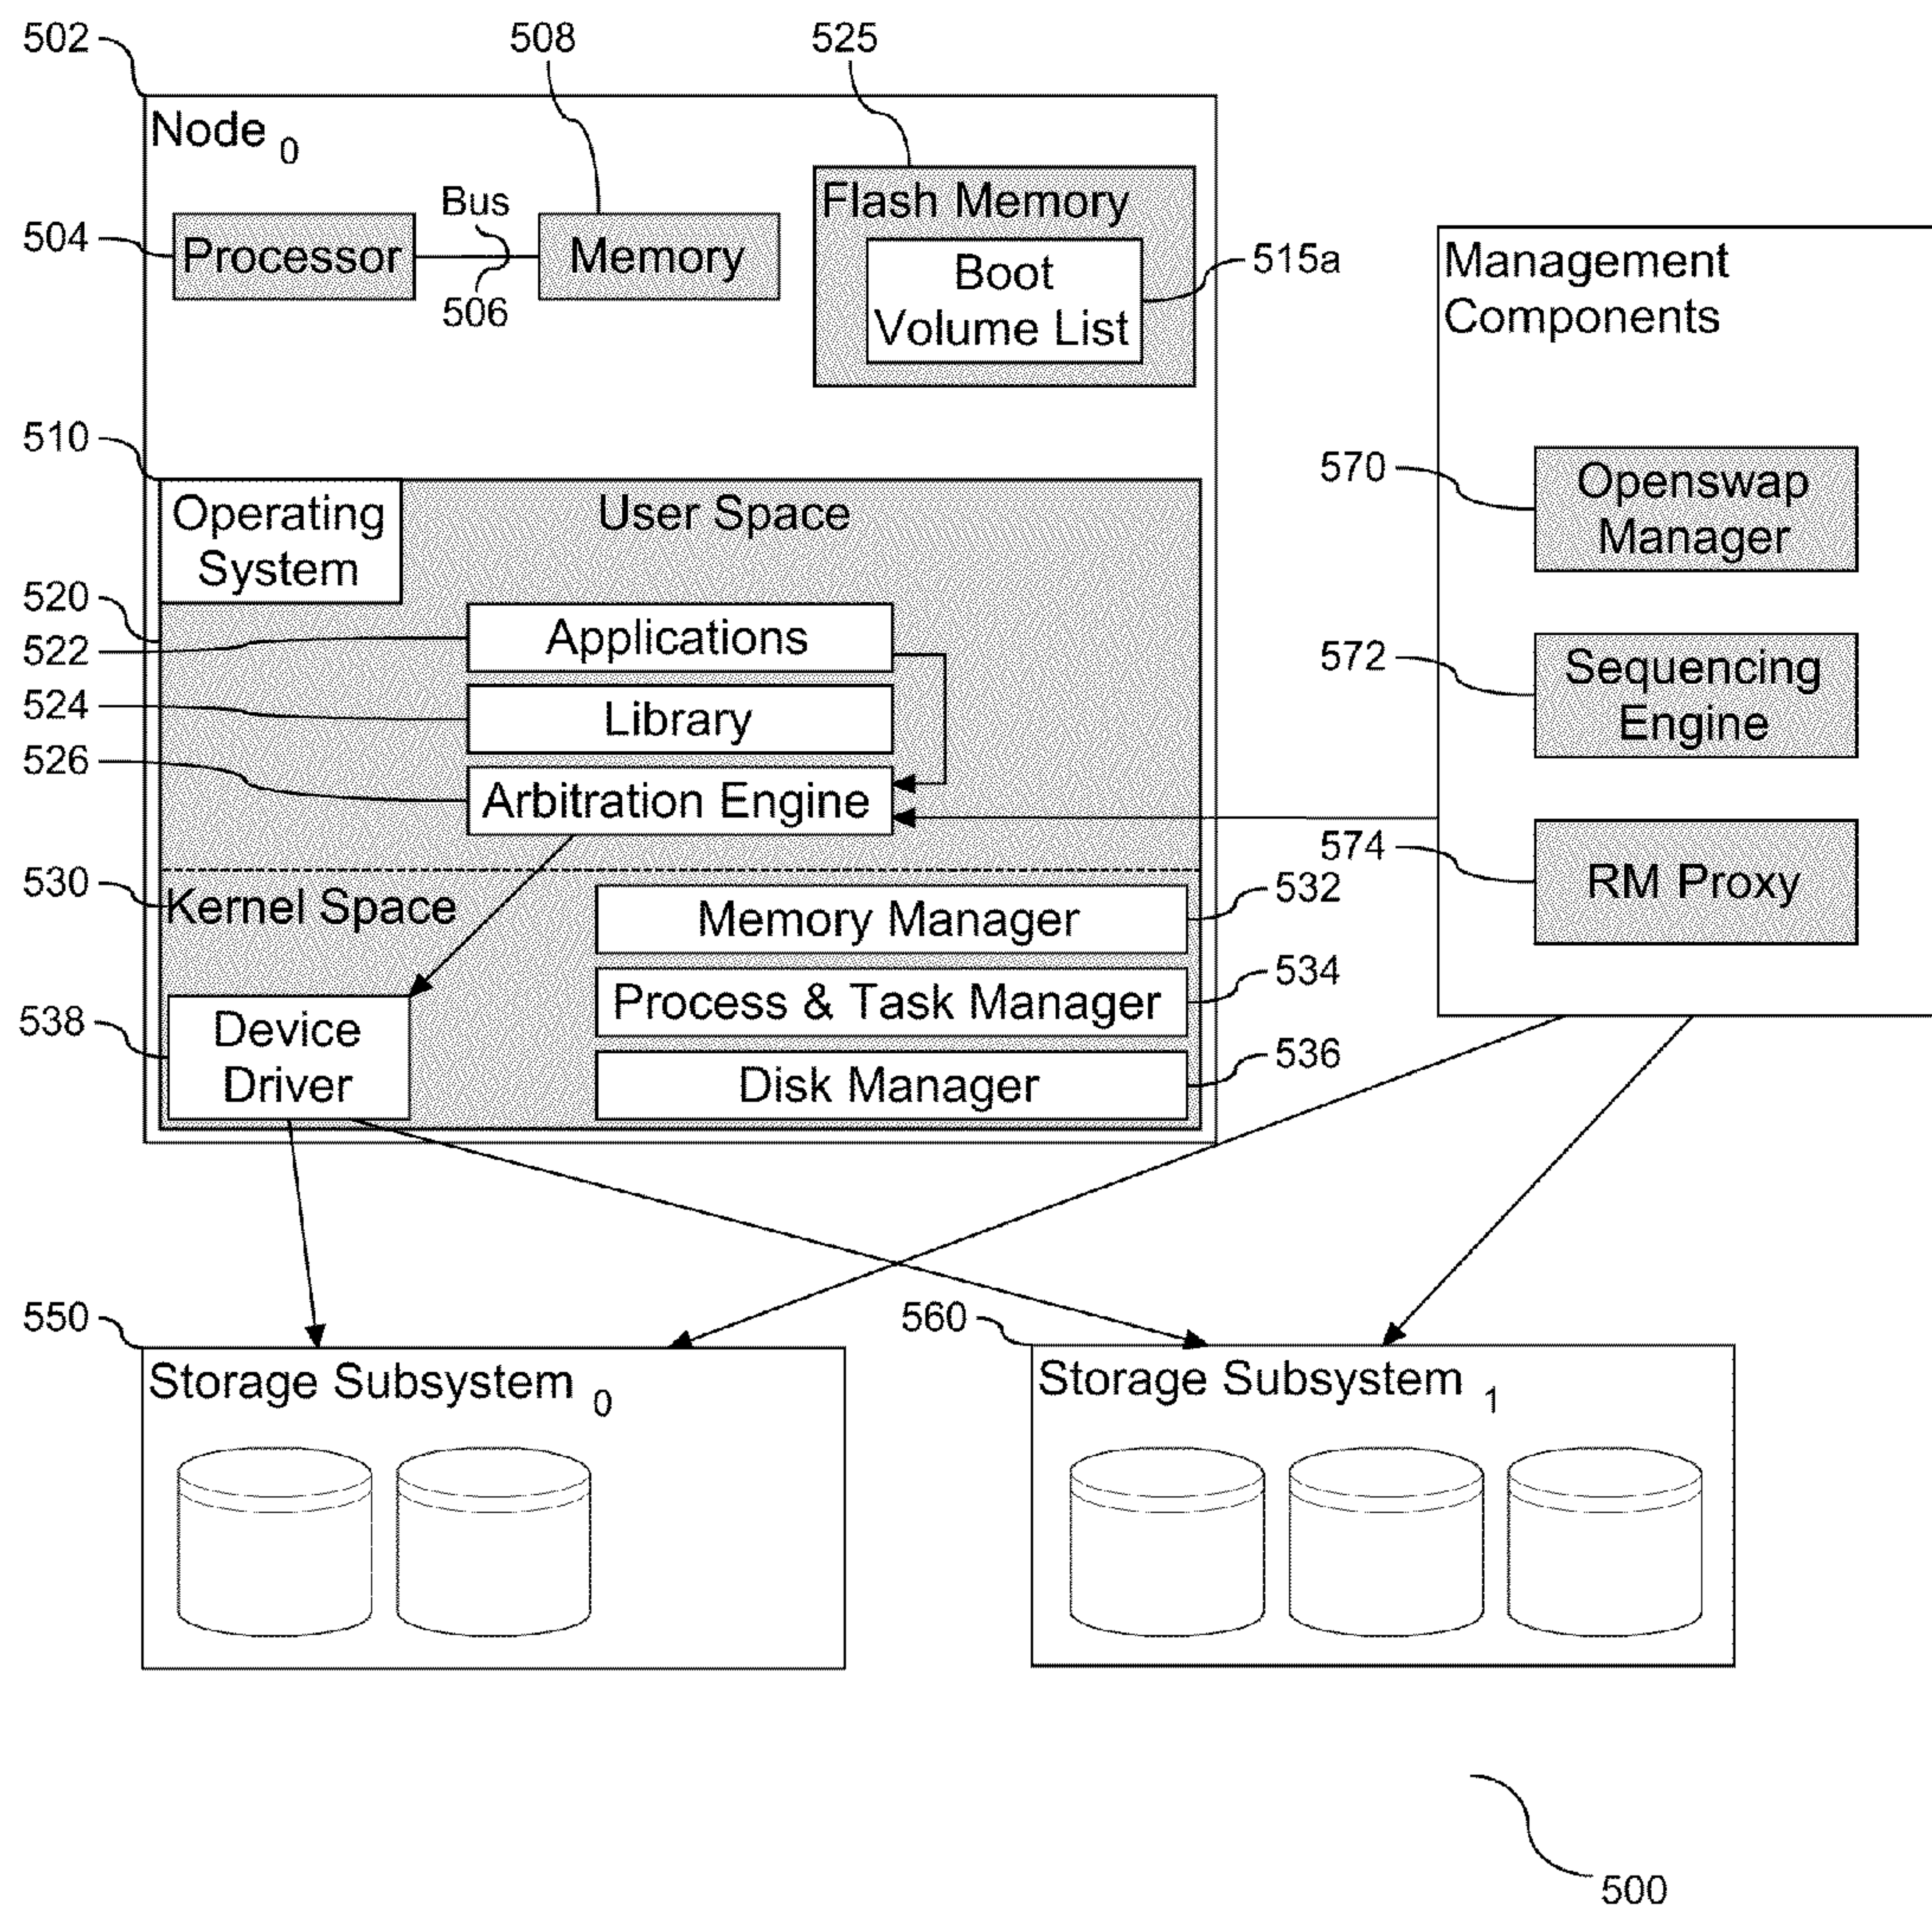 502
508
525
Node 0
Flash Memory
Bus
504
Processor
Memory
506
Boot
Volume List
515a
Management
Components
510
Operating
System
User Space
570
Openswap
Manager
520
522
Applications
572
Sequencing
Engine
524
Library
526
Arbitration Engine
574
RM Proxy
530
Kernel Space
532
Memory Manager
534
Process & Task Manager
538
Device
Driver
536
Disk Manager
550
Storage Subsystem 0
560
Storage Subsystem 1
500